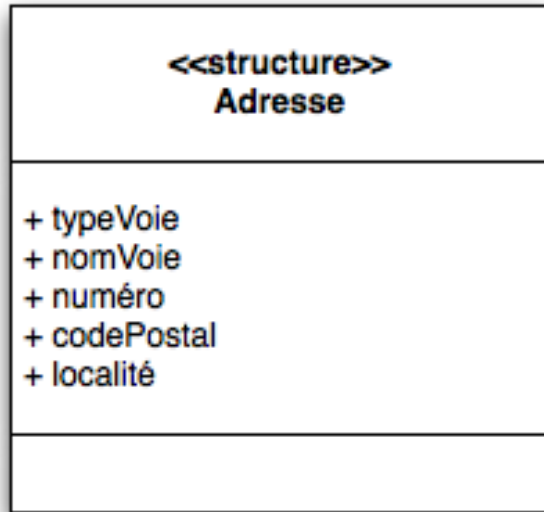 <<structure>>
Adresse
+ typeVoie
+ nomVoie
+ numéro
+ codePostal
+ localité